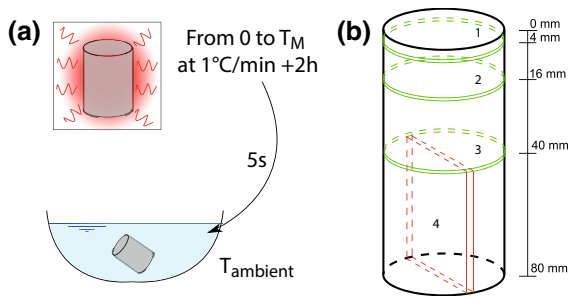 (a)
From 0 to TM
at 1°C/min +2h
5s
Tambient
(b)
1
2
3
4
0 mm
4 mm
16 mm
40 mm
80 mm